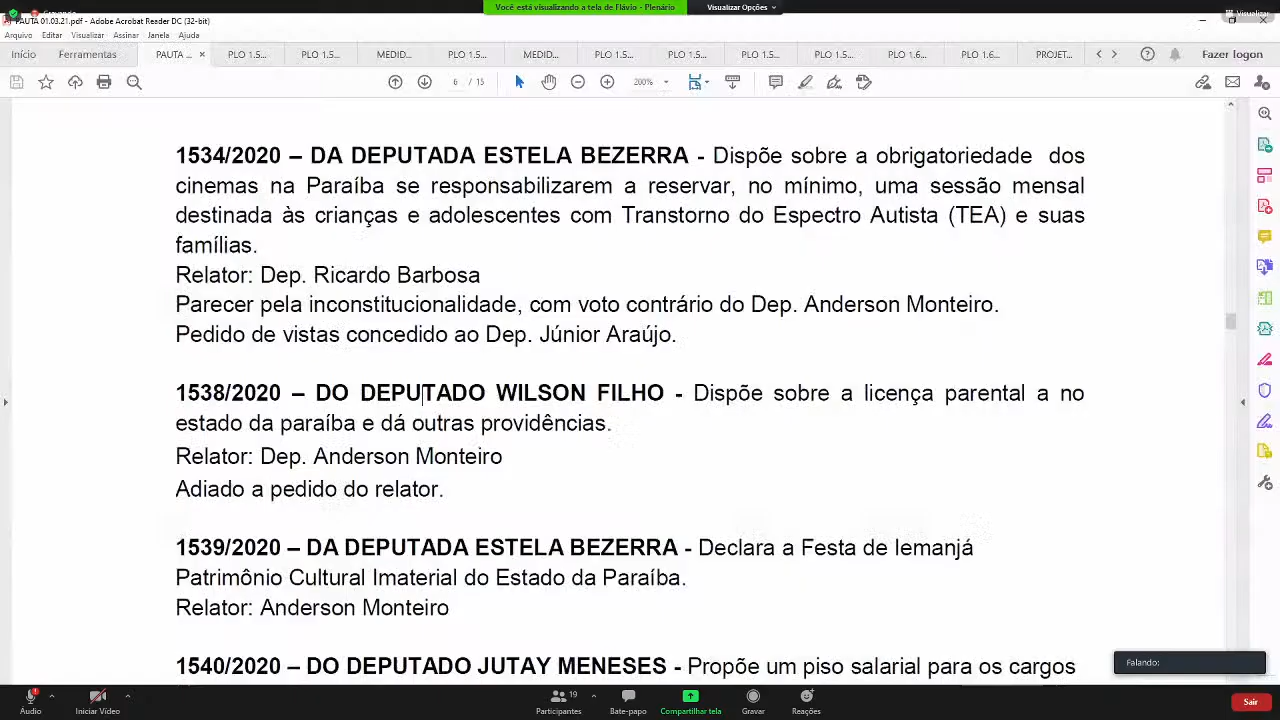 Você está visualizando a tela de Flávio - Plenário
Visualizar Opções
Visualizar
PAUTA 01.03.21.pdf - Adobe Acrobat Reader DC (32-bit)
Arquivo Editar Visualizar Assinar Janela Ajuda
Início Ferramentas PAUTA ... × PLO 1.5... PLO 1.5... MEDID... PLO 1.5... MEDID... PLO 1.5... PLO 1.5... PLO 1.5... PLO 1.5... PLO 1.6... PLO 1.6... PROJET... Fazer logon
6 / 15 200%
1534/2020 – DA DEPUTADA ESTELA BEZERRA - Dispõe sobre a obrigatoriedade dos
cinemas na Paraíba se responsabilizarem a reservar, no mínimo, uma sessão mensal
destinada às crianças e adolescentes com Transtorno do Espectro Autista (TEA) e suas
famílias.
Relator: Dep. Ricardo Barbosa
Parecer pela inconstitucionalidade, com voto contrário do Dep. Anderson Monteiro.
Pedido de vistas concedido ao Dep. Júnior Araújo.
1538/2020 – DO DEPUTADO WILSON FILHO - Dispõe sobre a licença parental a no
estado da paraíba e dá outras providências.
Relator: Dep. Anderson Monteiro
Adiado a pedido do relator.
1539/2020 – DA DEPUTADA ESTELA BEZERRA - Declara a Festa de Iemanjá
Patrimônio Cultural Imaterial do Estado da Paraíba.
Relator: Anderson Monteiro
1540/2020 – DO DEPUTADO JUTAY MENESES - Propõe um piso salarial para os cargos
Falando:
19
Áudio Iniciar Vídeo Participantes Bate-papo Compartilhar tela Gravar Reações Sair